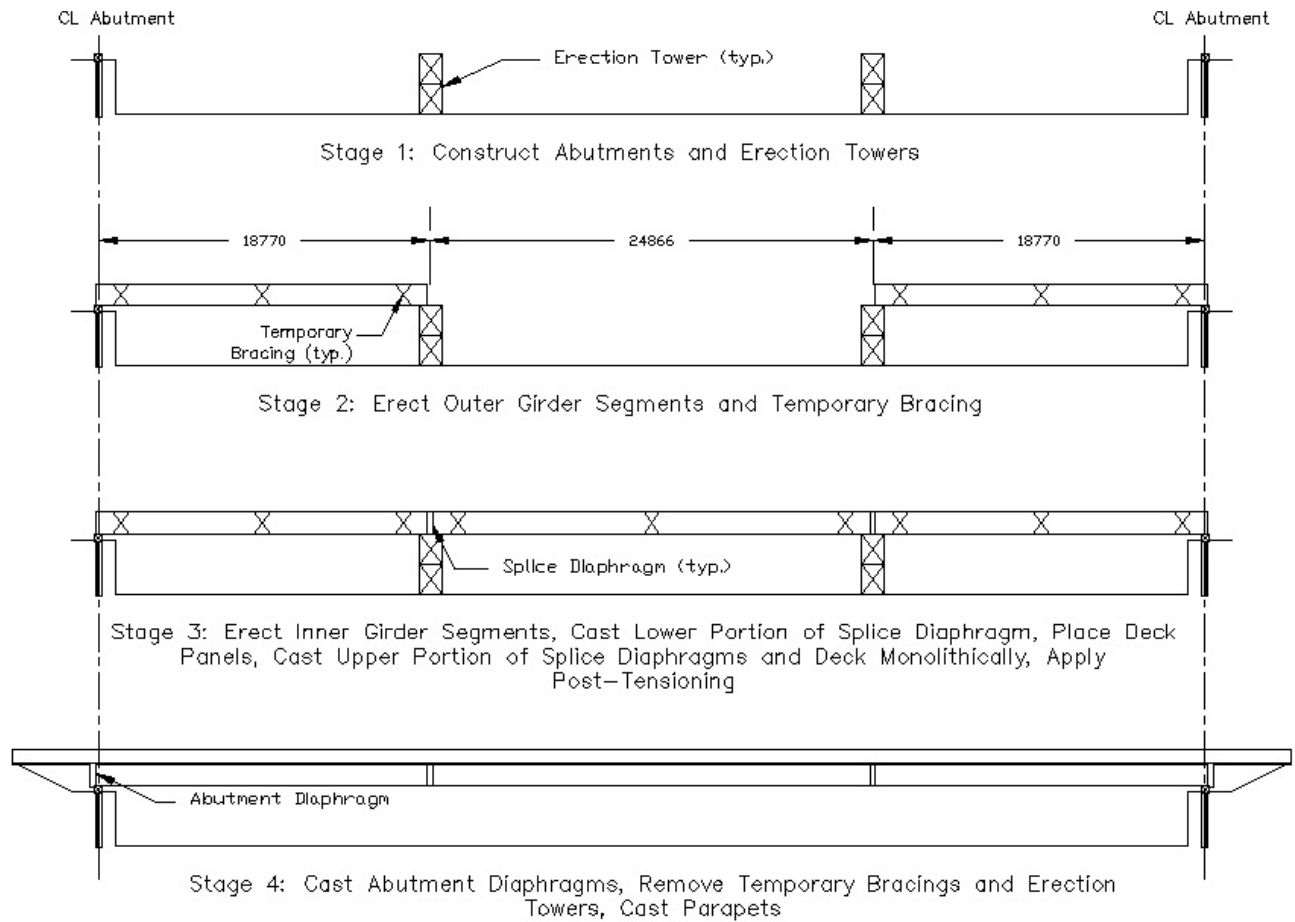 CL Abutment
CL Abutment
Erection Tower (typ.)
Stage 1: Construct Abutments and Erection Towers
18770
24866
18770
Temporary
Bracing (typ.)
Stage 2: Erect Outer Girder Segments and Temporary Bracing
Splice Diaphragm (typ.)
Stage 3: Erect Inner Girder Segments, Cast Lower Portion of Splice Diaphragm, Place Deck
Panels, Cast Upper Portion of Splice Diaphragms and Deck Monolithically, Apply
Post-Tensioning
Abutment Diaphragm
Stage 4: Cast Abutment Diaphragms, Remove Temporary Bracings and Erection
Towers, Cast Parapets